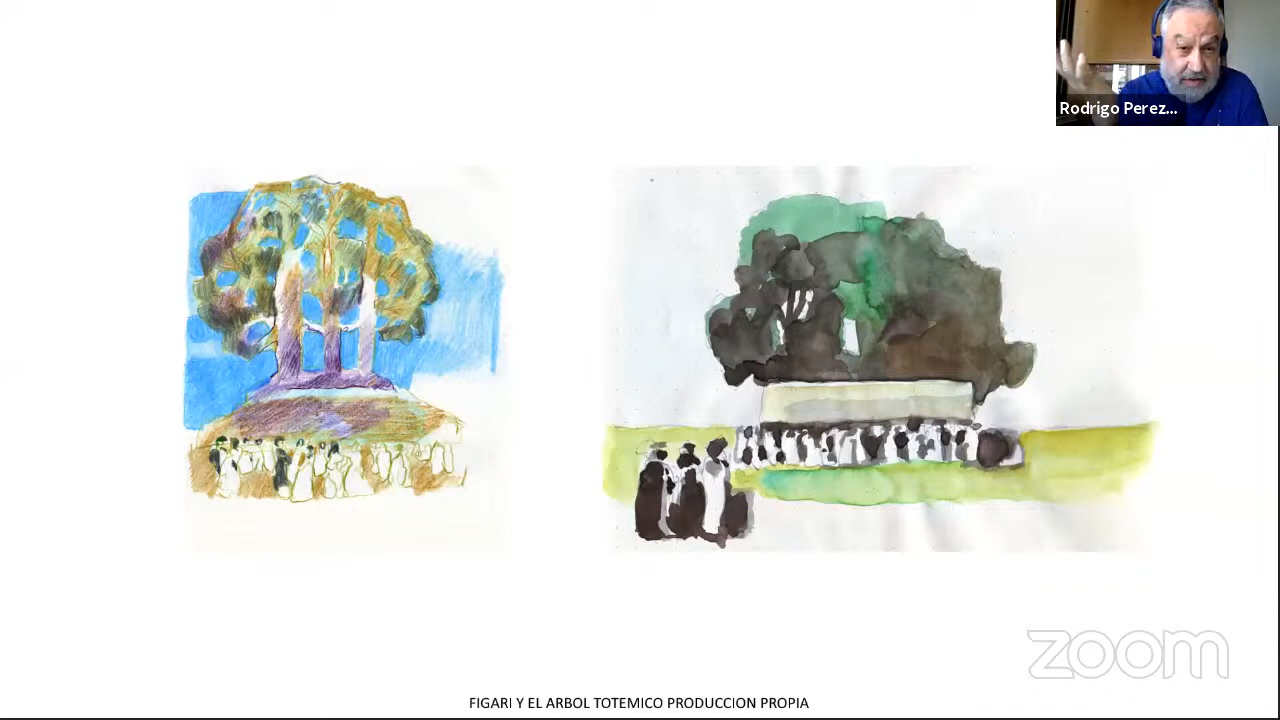 Rodrigo Perez...
zoom
FIGARI Y EL ARBOL TOTEMICO PRODUCCION PROPIA